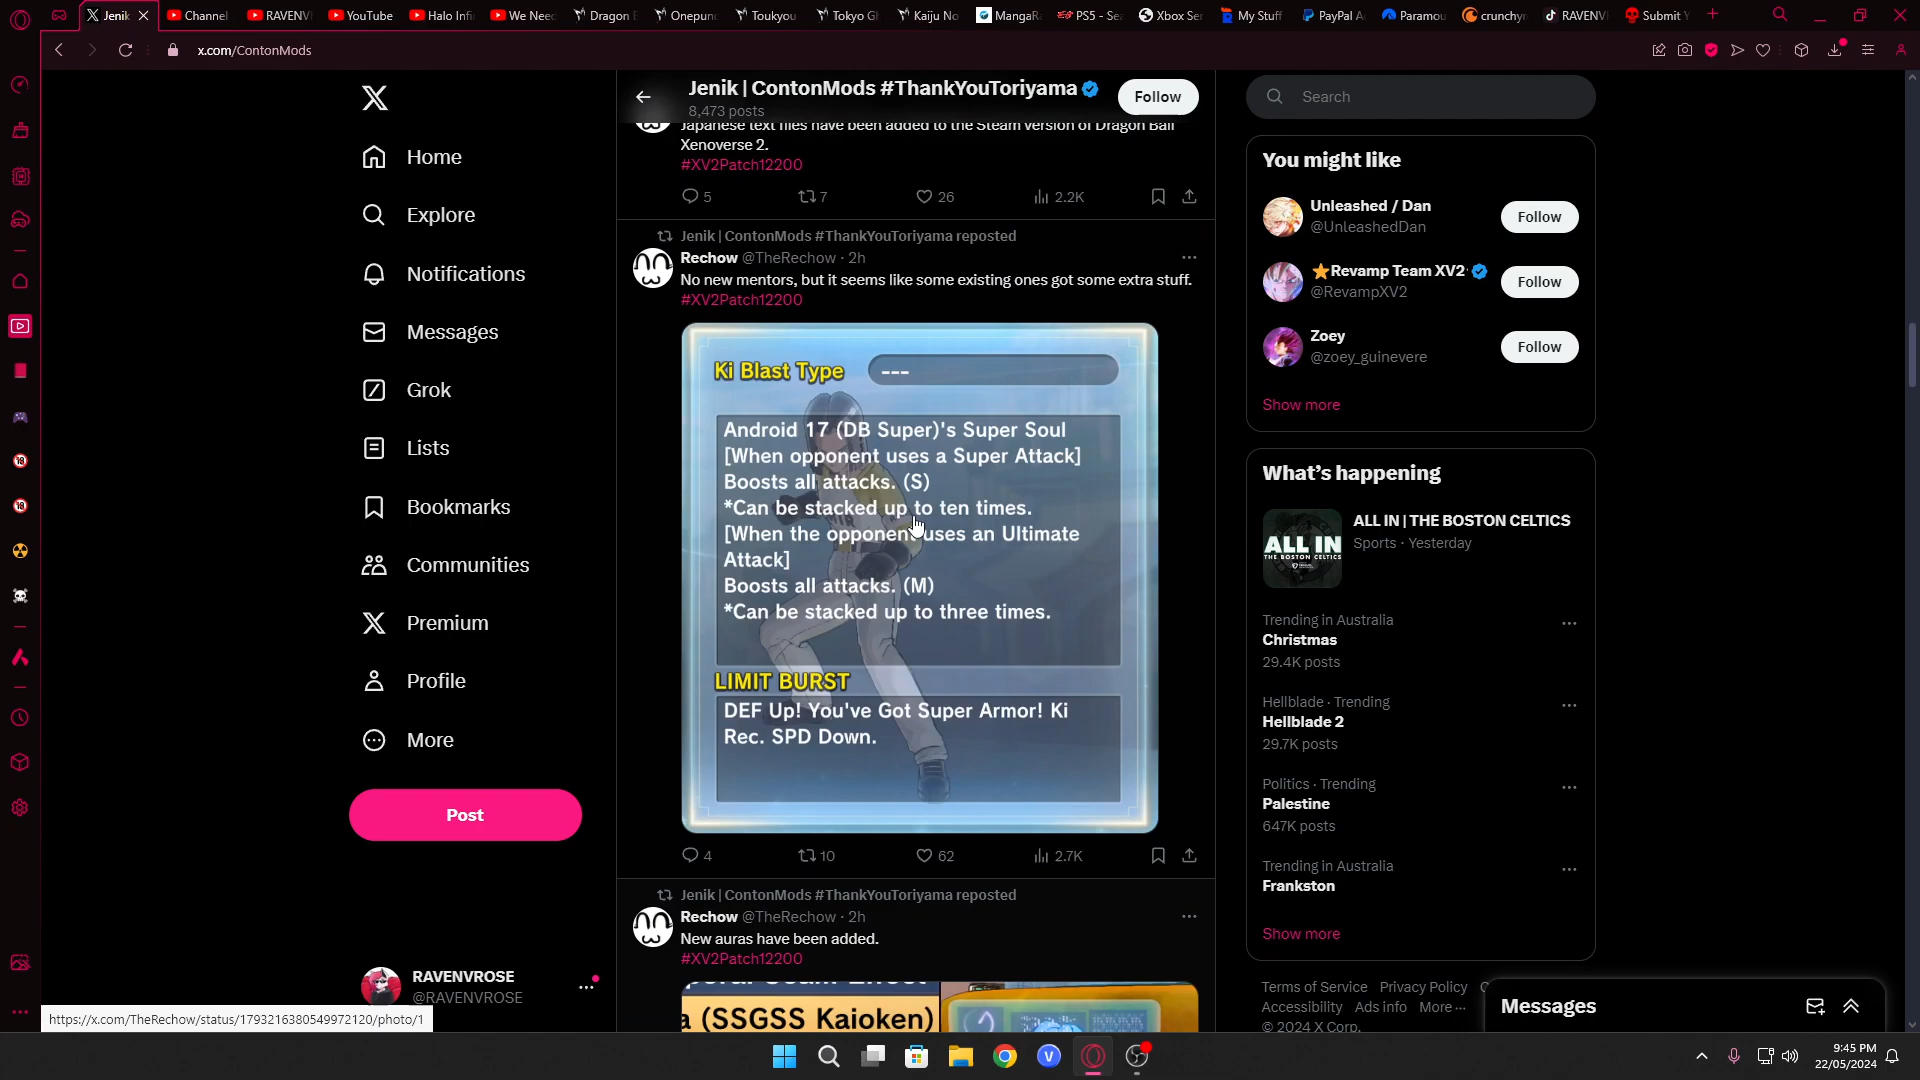 Jenik
Channel
RAVENV
YouTube
Halo Infi
We Need
Dragon B
Onepunc
Toukyou
Tokyo G
Kaiju No
MangaRa
PS5 - Sea
Xbox Ser
My Stuff
PayPal A
Paramou
crunchyr
RAVENV
Submit Y
x.com/ContonMods
Jenik | ContonMods #ThankYouToriyama
8,473 posts
Follow
Search
Home
Explore
Notifications
Messages
Grok
Lists
Bookmarks
Communities
Premium
Profile
More
Post
RAVENVROSE
@RAVENVROSE
Japanese text files have been added to the Steam version of Dragon Ball
Xenoverse 2.
#XV2Patch12200
5 7 26 2.2K
Jenik | ContonMods #ThankYouToriyama reposted
Rechow @TheRechow · 2h
No new mentors, but it seems like some existing ones got some extra stuff.
#XV2Patch12200
Ki Blast Type ---
Android 17 (DB Super)'s Super Soul
[When opponent uses a Super Attack]
Boosts all attacks. (S)
*Can be stacked up to ten times.
[When the opponent uses an Ultimate
Attack]
Boosts all attacks. (M)
*Can be stacked up to three times.
LIMIT BURST
DEF Up! You've Got Super Armor! Ki
Rec. SPD Down.
4 10 62 2.7K
Jenik | ContonMods #ThankYouToriyama reposted
Rechow @TheRechow · 2h
New auras have been added.
#XV2Patch12200
a (SSGSS Kaioken)
You might like
Unleashed / Dan
@UnleashedDan
Follow
Revamp Team XV2
@RevampXV2
Follow
Zoey
@zoey_guinevere
Follow
Show more
What's happening
ALL IN
THE BOSTON CELTICS
ALL IN | THE BOSTON CELTICS
Sports · Yesterday
Trending in Australia
Christmas
29.4K posts
Hellblade · Trending
Hellblade 2
29.7K posts
Politics · Trending
Palestine
647K posts
Trending in Australia
Frankston
Show more
Terms of Service Privacy Policy
Accessibility Ads info More ···
© 2024 X Corp.
Messages
https://x.com/TheRechow/status/1793216380549972120/photo/1
9:45 PM
22/05/2024